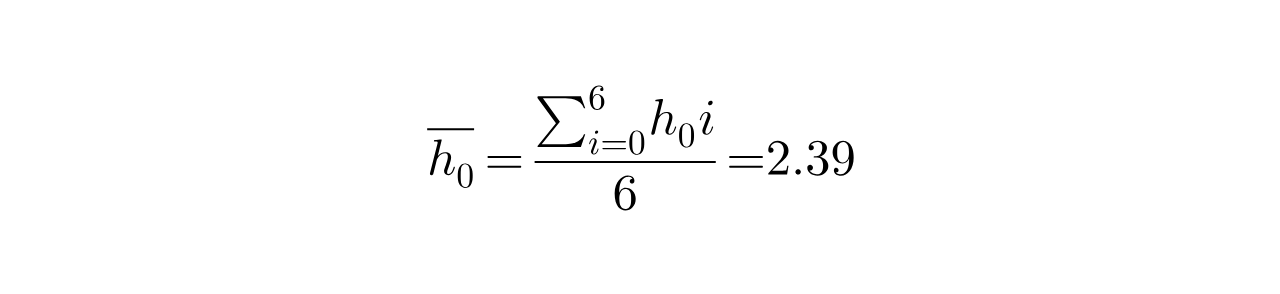 \overline{h_0} = \frac{\sum_{i=0}^{6} h_0 i}{6} = 2.39